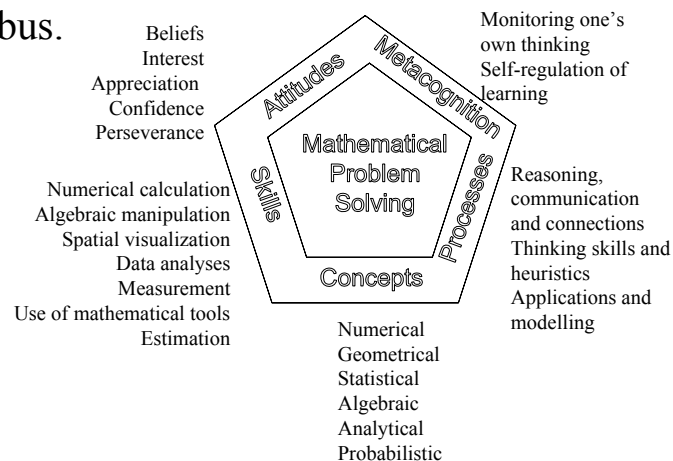 bus.
Beliefs
Interest
Appreciation
Confidence
Perseverance
Attitudes
Metacognition
Monitoring one’s
own thinking
Self-regulation of
learning
Mathematical
Problem
Solving
Skills
Numerical calculation
Algebraic manipulation
Spatial visualization
Data analyses
Measurement
Use of mathematical tools
Estimation
Processes
Reasoning,
communication
and connections
Thinking skills and
heuristics
Applications and
modelling
Concepts
Numerical
Geometrical
Statistical
Algebraic
Analytical
Probabilistic